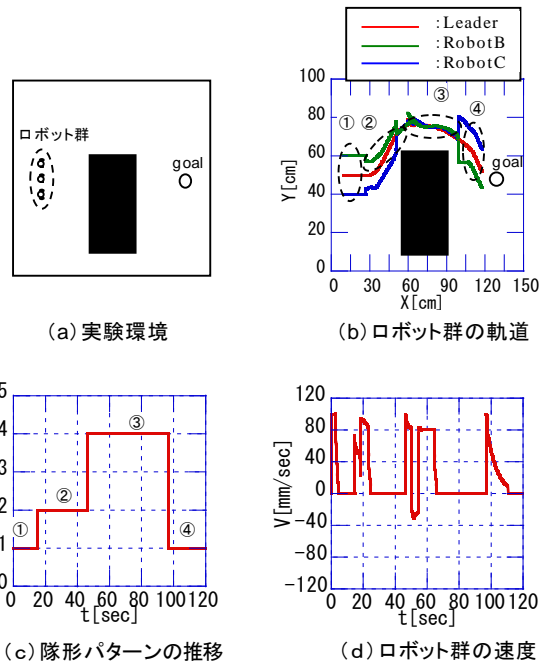 :Leader
:RobotB
:RobotC
ロボット群
goal
(a)実験環境
100
80
60
40
20
0
Y[cm]
① ② ③ ④
goal
0 30 60 90 120 150
X[cm]
(b)ロボット群の軌道
5
4
3
2
1
0
① ② ③ ④
0 20 40 60 80 100 120
t[sec]
(c)隊形パターンの推移
120
80
40
0
-40
-80
-120
V[mm/sec]
0 20 40 60 80 100 120
t[sec]
(d)ロボット群の速度